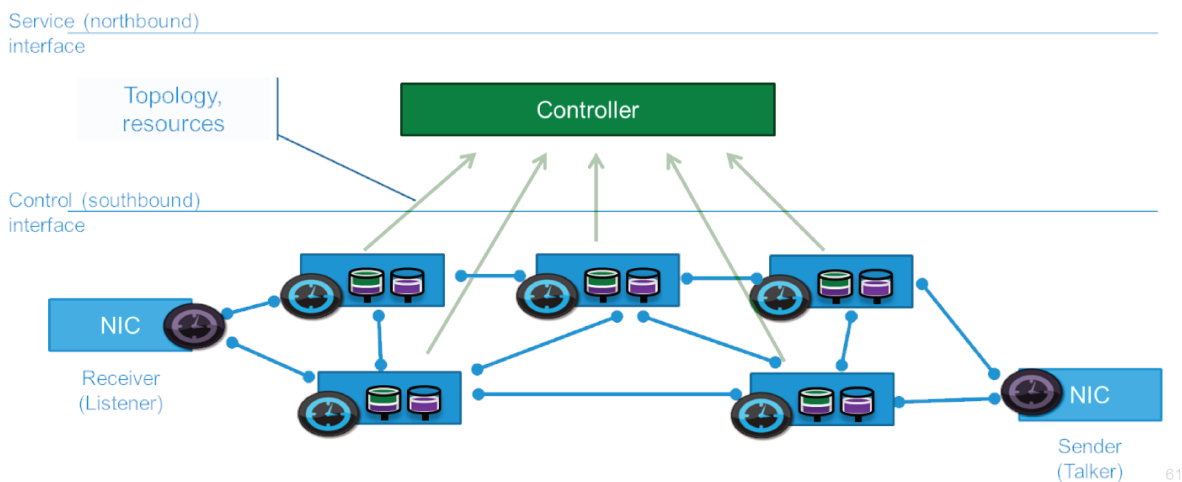 Service (northbound)
interface
Topology,
resources
Controller
Control (southbound)
interface
NIC
Receiver
(Listener)
NIC
Sender
(Talker)
61